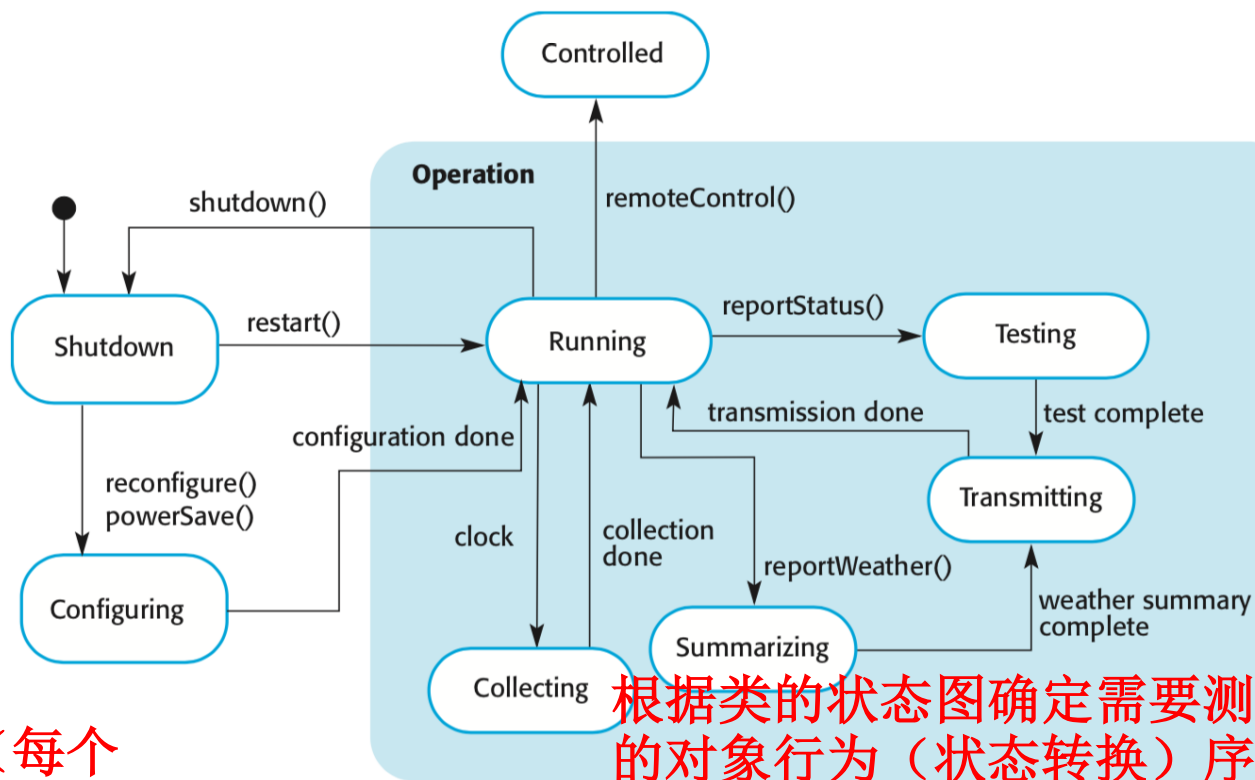 Controlled
Operation
shutdown()
remoteControl()
restart()
reportStatus()
Shutdown
Running
Testing
configuration done
transmission done
test complete
reconfigure()
powerSave()
Transmitting
clock
collection
done
reportWeather()
Configuring
weather summary
complete
Summarizing
Collecting
根据类的状态图确定需要测
每个
的对象行为（状态转换）序